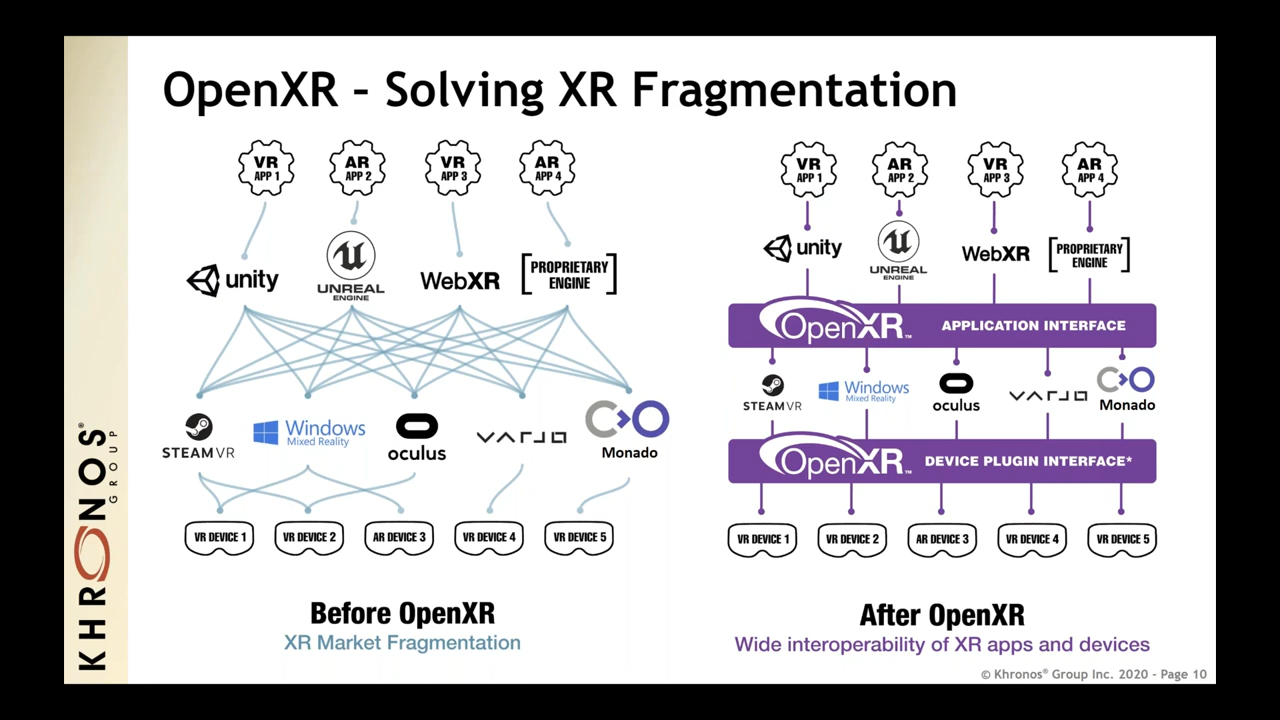 OpenXR – Solving XR Fragmentation
VR
APP 1
AR
APP 2
VR
APP 3
AR
APP 4
unity
UNREAL
ENGINE
WebXR
PROPRIETARY
ENGINE
STEAMVR
Windows
Mixed Reality
oculus
VARJO
Monado
VR DEVICE 1
VR DEVICE 2
AR DEVICE 3
VR DEVICE 4
VR DEVICE 5
Before OpenXR
XR Market Fragmentation
VR
APP 1
AR
APP 2
VR
APP 3
AR
APP 4
unity
UNREAL
ENGINE
WebXR
PROPRIETARY
ENGINE
OpenXR™ APPLICATION INTERFACE
STEAMVR
Windows
Mixed Reality
oculus
VARJO
Monado
OpenXR™ DEVICE PLUGIN INTERFACE*
VR DEVICE 1
VR DEVICE 2
AR DEVICE 3
VR DEVICE 4
VR DEVICE 5
After OpenXR
Wide interoperability of XR apps and devices
KHRONOS®
GROUP
© Khronos® Group Inc. 2020 - Page 10